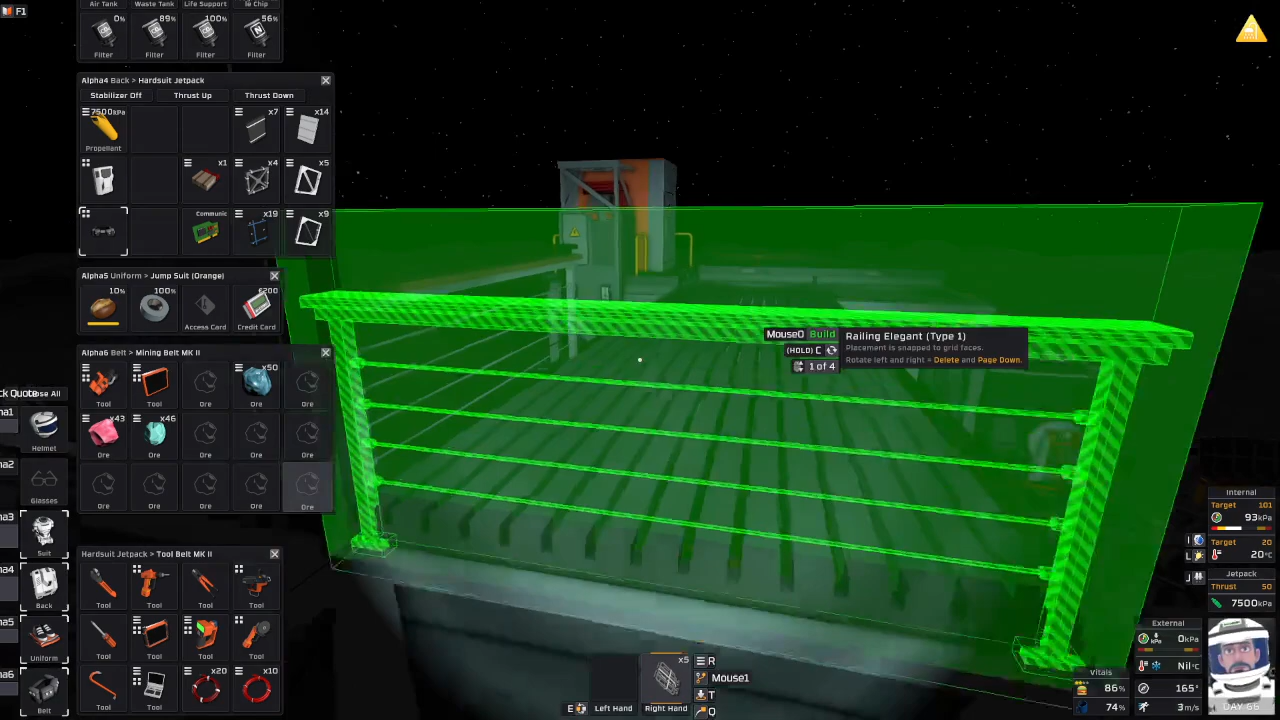 F1
Air Tank
Waste Tank
Life Support
0%
89%
100%
56%
Filter
Filter
Filter
Filter
Alpha4 Back > Hardsuit Jetpack
Stabilizer Off
Thrust Up
Thrust Down
7500kPa
x7
x14
Propellant
x1
x4
x5
Communic
x19
x9
Alpha5 Uniform > Jump Suit (Orange)
10%
100%
€200
Access Card
Credit Card
Alpha6 Belt > Mining Belt MK II
x50
Tool
Tool
Ore
Ore
Ore
x43
x46
Ore
Ore
Ore
Ore
Ore
Ore
Ore
Ore
Ore
Ore
Hardsuit Jetpack > Tool Belt MK II
Tool
Tool
Tool
Tool
Tool
Tool
Tool
Tool
x20
x10
Tool
Tool
Tool
Tool
Helmet
Glasses
Suit
Back
Uniform
Belt
Mouse0 Build
(HOLD) C
1 of 4
Railing Elegant (Type 1)
Placement is snapped to grid faces.
Rotate left and right = Delete and Page Down.
E
Left Hand
x5
Right Hand
R
Mouse1
T
Q
Internal
Target 101
93kPa
Target 20
20°C
I
L
J
Jetpack
Thrust 50
7500kPa
External
0kPa
Nil°C
165°
3m/s
Vitals
86%
74%
DAY 66